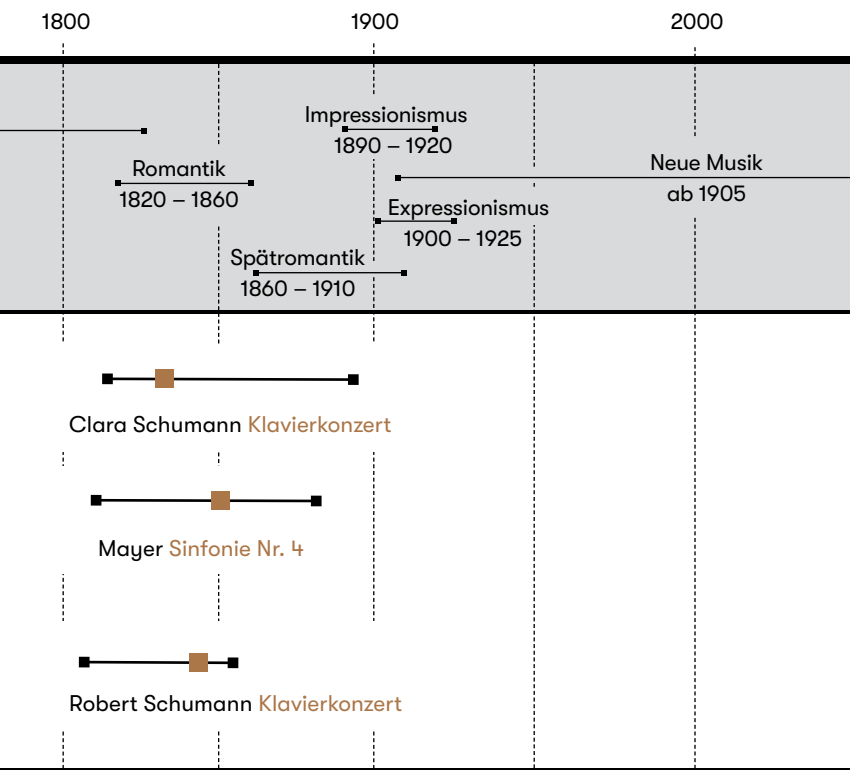 1800 1900 2000
Impressionismus
1890 – 1920
Romantik
1820 – 1860
Neue Musik
ab 1905
Expressionismus
1900 – 1925
Spätromantik
1860 – 1910
Clara Schumann Klavierkonzert
Mayer Sinfonie Nr. 4
Robert Schumann Klavierkonzert